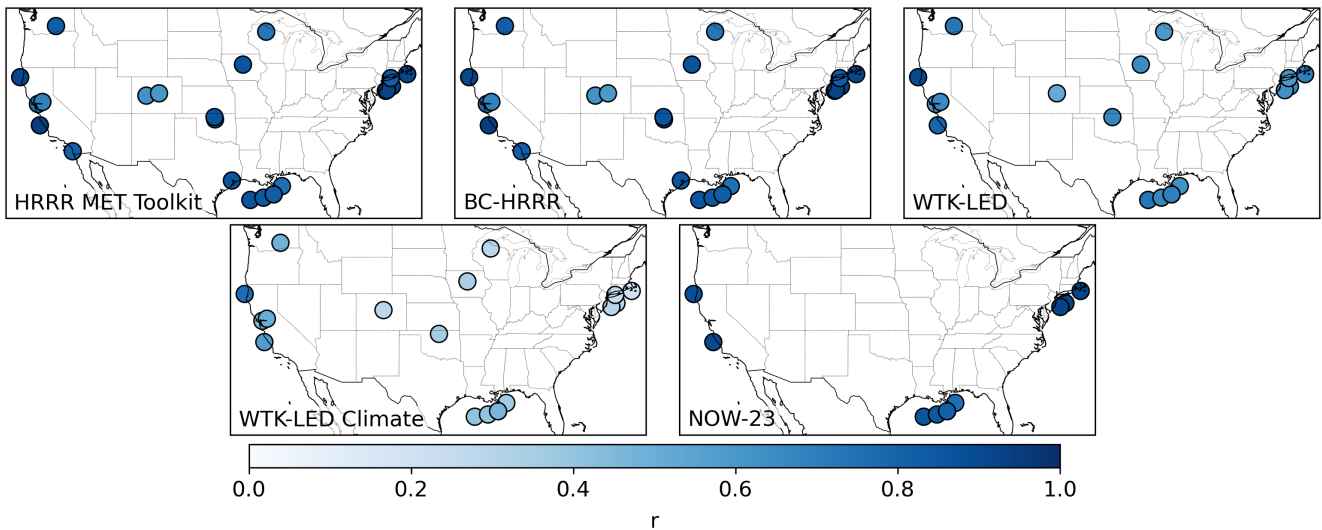 HRRR MET Toolkit
BC-HRRR
WTK-LED
WTK-LED Climate
NOW-23
0.0 0.2 0.4 0.6 0.8 1.0
r